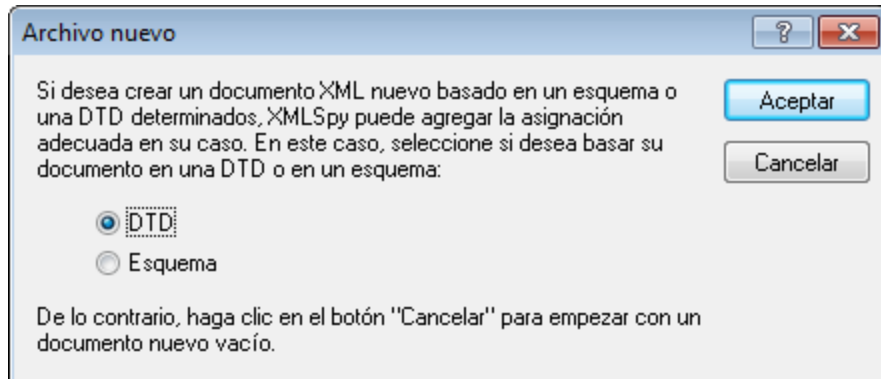 Archivo nuevo
Si desea crear un documento XML nuevo basado en un esquema o
una DTD determinados, XMLSpy puede agregar la asignación
adecuada en su caso. En este caso, seleccione si desea basar su
documento en una DTD o en un esquema:
Aceptar
Cancelar
DTD
Esquema
De lo contrario, haga clic en el botón "Cancelar" para empezar con un
documento nuevo vacío.